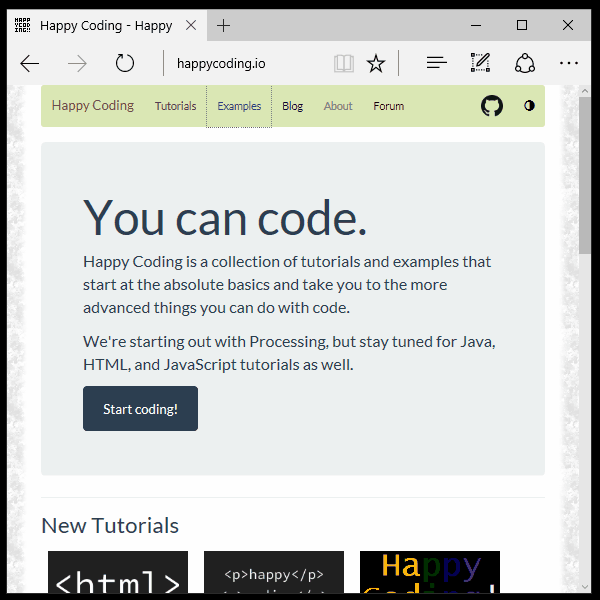 Happy Coding - Happy
happycoding.io
Happy Coding Tutorials Examples Blog About Forum
You can code.
Happy Coding is a collection of tutorials and examples that
start at the absolute basics and take you to the more
advanced things you can do with code.
We're starting out with Processing, but stay tuned for Java,
HTML, and JavaScript tutorials as well.
Start coding!
New Tutorials
<html>
<p>happy</p>
Happy